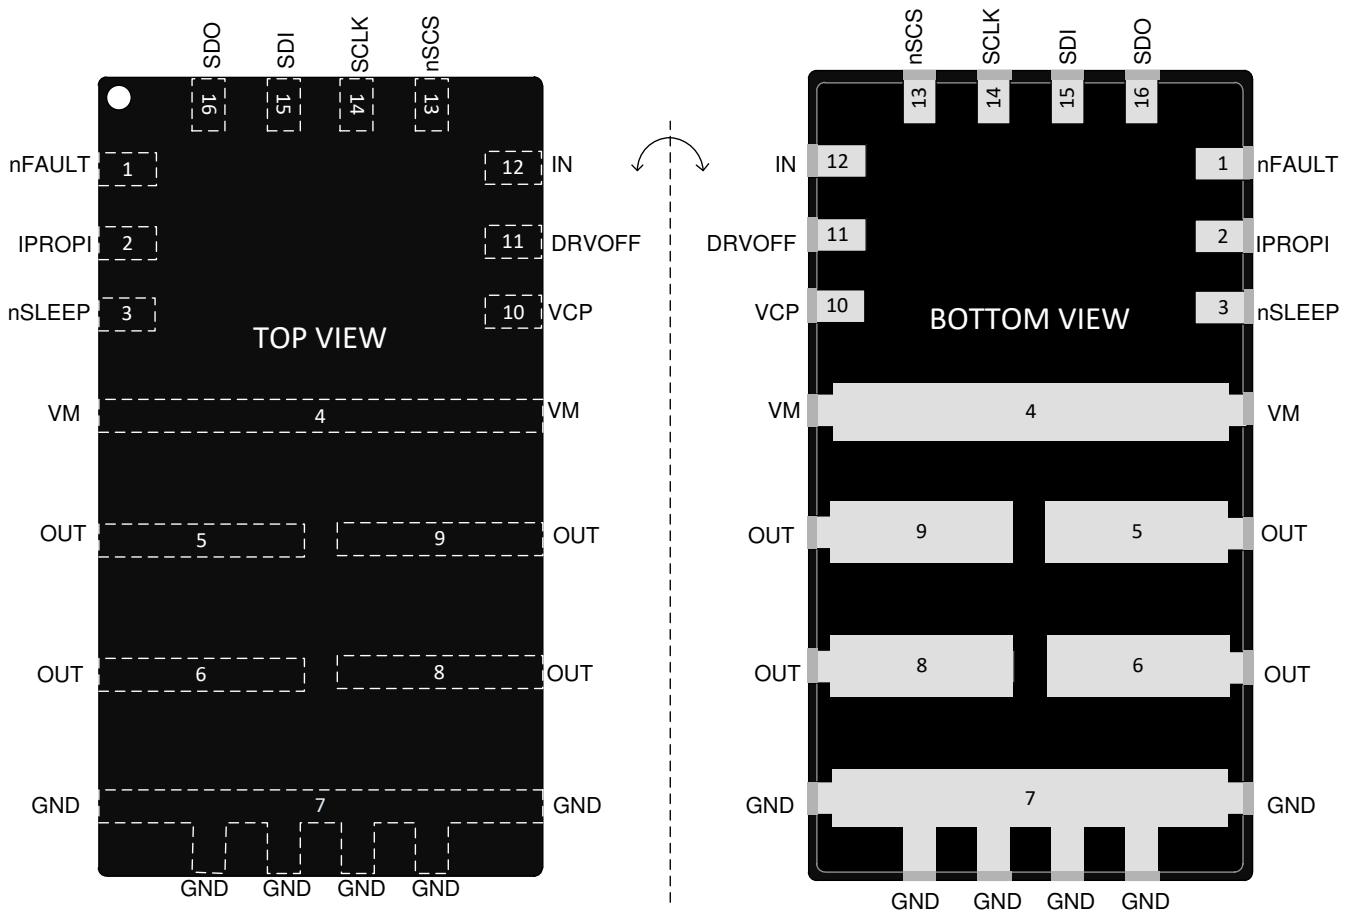 SDO SDI SCLK nSCS
16 15 14 13
nFAULT 1 12 IN
IPROPI 2 11 DRVOFF
nSLEEP 3 10 VCP
TOP VIEW
VM 4 VM
OUT 5 9 OUT
OUT 6 8 OUT
GND 7 GND
GND GND GND GND
nSCS SCLK SDI SDO
13 14 15 16
IN 12 1 nFAULT
DRVOFF 11 2 IPROPI
VCP 10 3 nSLEEP
BOTTOM VIEW
VM 4 VM
OUT 9 5 OUT
OUT 8 6 OUT
GND 7 GND
GND GND GND GND